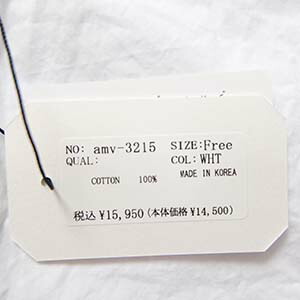 NO: amv-3215 SIZE:Free
QUAL: COL:WHT
COTTON 100% MADE IN KOREA
税込 ¥15,950 (本体価格 ¥14,500)